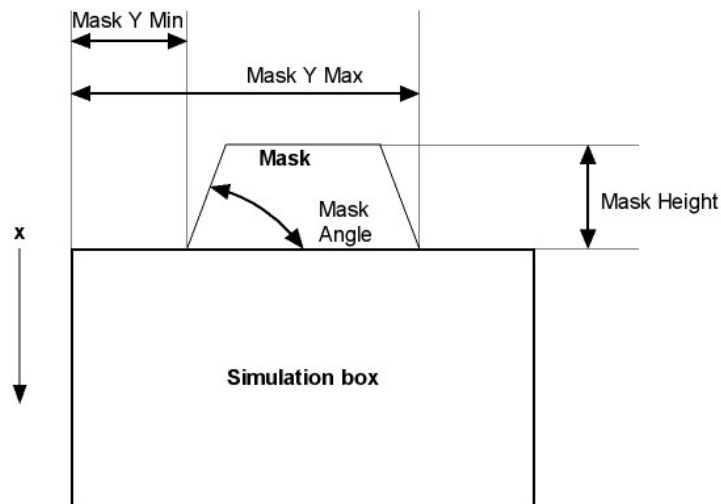 Mask Y Min
Mask Y Max
Mask
Mask
Angle
Mask Height
x
Simulation box